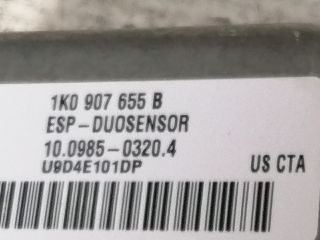 1K0 907 655 B
ESP-DUOSENSOR
10.0985-0320.4
U9D4E101DP
US CTA